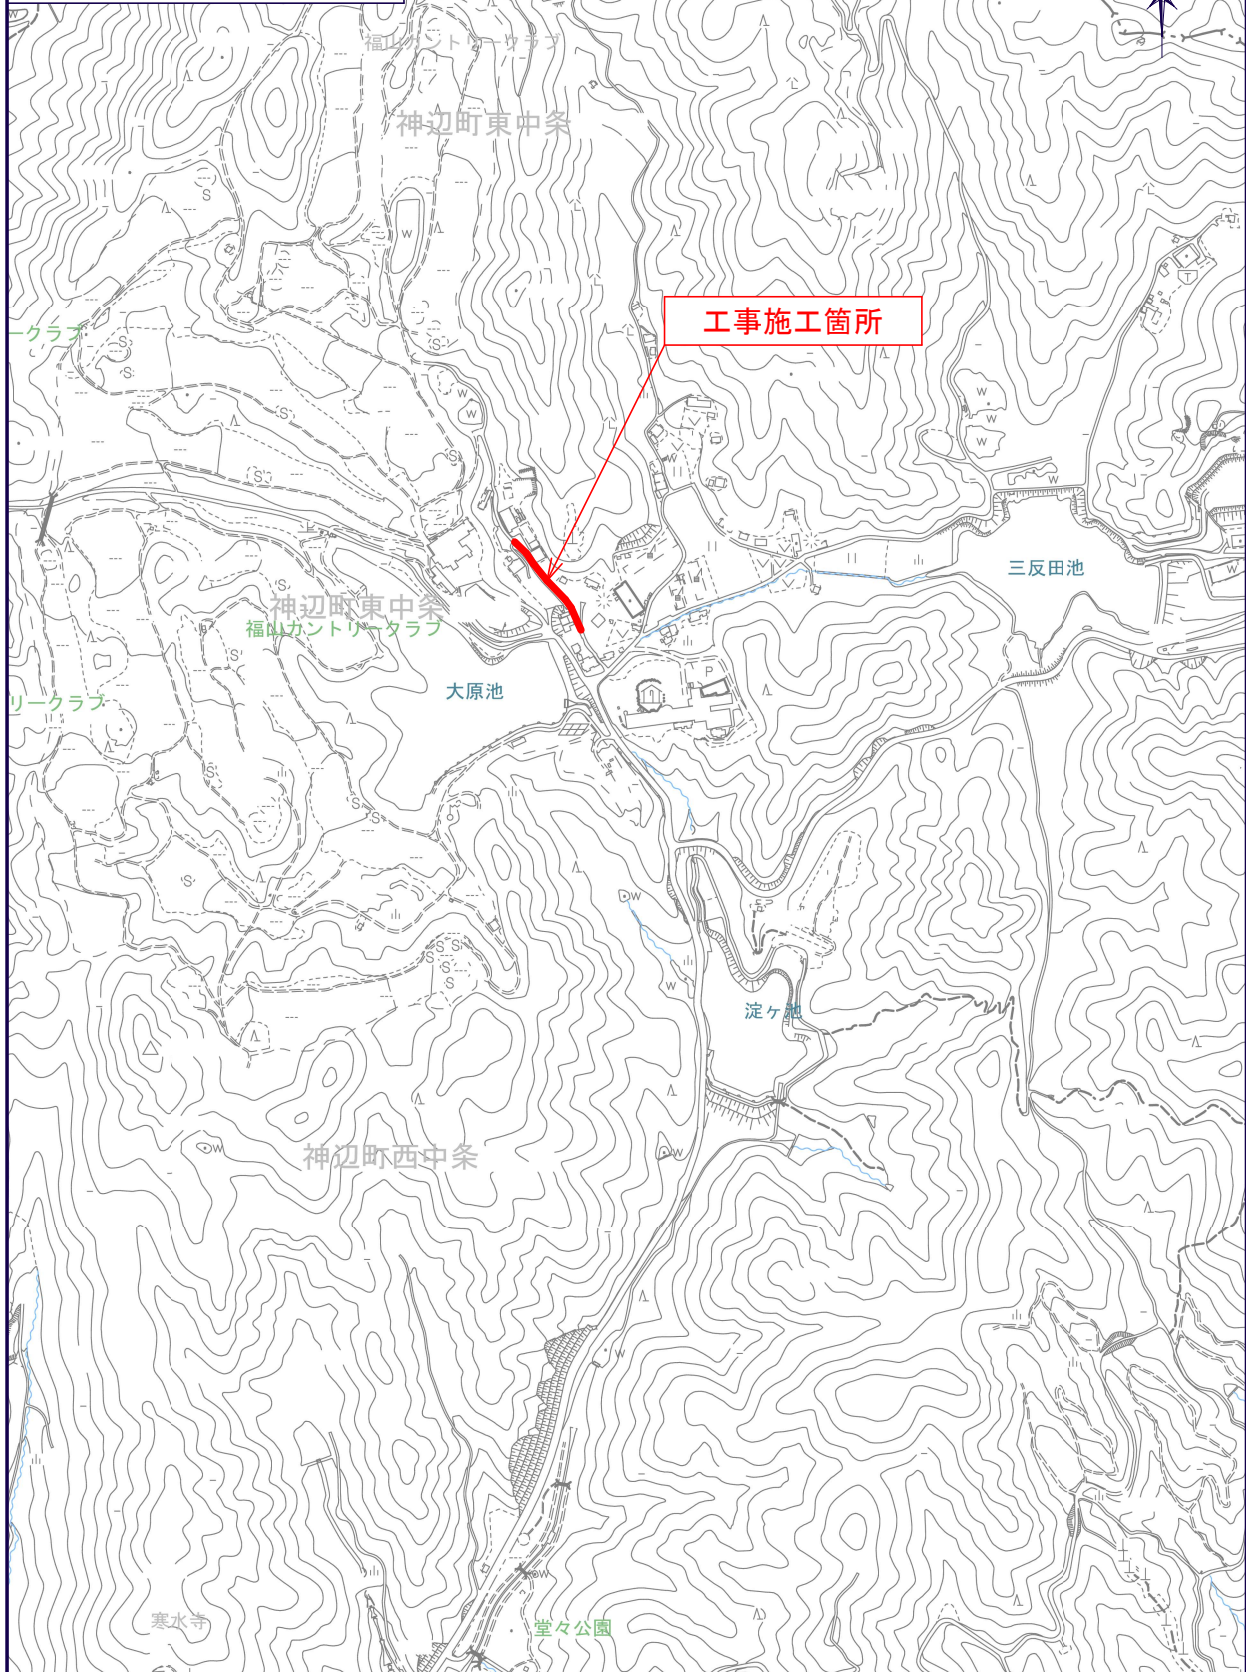 福山カントリークラブ
神辺町東中条
工事施工箇所
ークラブ
三反田池
神辺町東中条
福山カントリークラブ
大原池
リークラブ
P
淀ヶ池
神辺町西中条
寒水寺
堂々公園